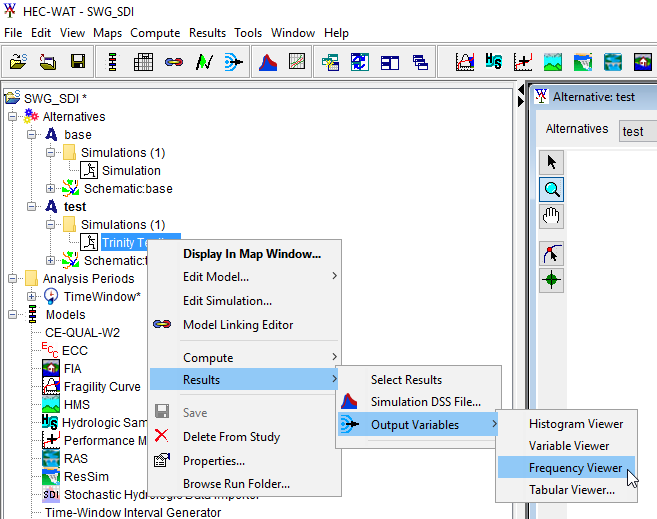 HEC-WAT - SWG_SDI
File Edit View Maps Compute Results Tools Window Help
SWG_SDI *
Alternatives
base
Simulations (1)
Simulation
Schematic:base
test
Simulations (1)
Trinity
Schematic:
Analysis Periods
TimeWindow*
Models
CE-QUAL-W2
ECC
FIA
Fragility Curve
HMS
Hydrologic Sam
Performance M
RAS
ResSim
SDI Stochastic Hydrologic Data Importer
Time-Window Interval Generator
Alternative: test
Alternatives test
Display In Map Window...
Edit Model...
Edit Simulation...
Model Linking Editor
Compute
Results
Save
Delete From Study
Properties...
Browse Run Folder...
Select Results
Simulation DSS File...
Output Variables
Histogram Viewer
Variable Viewer
Frequency Viewer
Tabular Viewer...